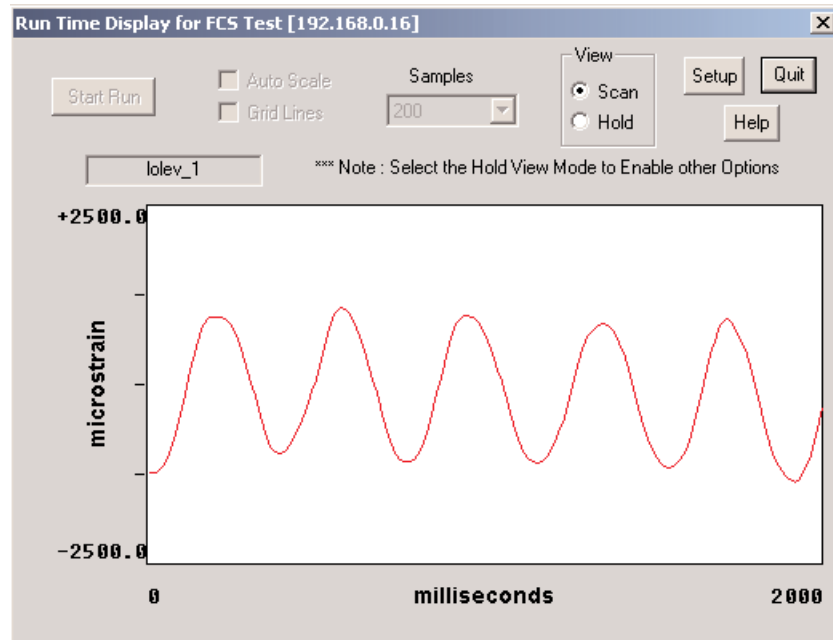 Run Time Display for FCS Test [192.168.0.16]
Start Run
Auto Scale
Grid Lines
Samples
200
View
Scan
Hold
Setup
Quit
Help
lolev_1
*** Note : Select the Hold View Mode to Enable other Options
+2500.0
microstrain
-2500.0
0
milliseconds
2000